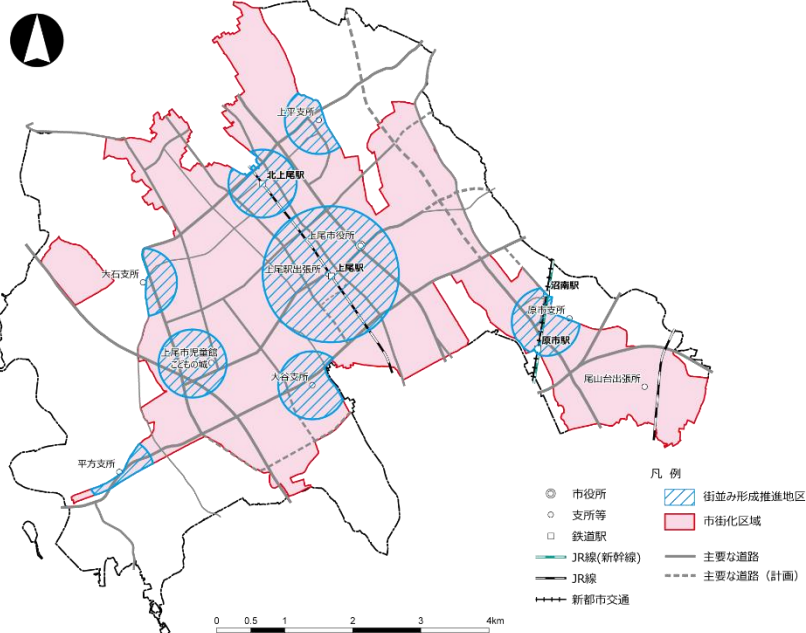 上平支所
北上尾駅
上尾市役所
上尾駅出張所
上尾駅
大石支所
沼南駅
原市支所
原市駅
上尾市児童館
こどもの城
大谷支所
尾山台出張所
平方支所
凡 例
市役所
支所等
鉄道駅
JR線(新幹線)
JR線
新都市交通
街並み形成推進地区
市街化区域
主要な道路
主要な道路（計画）
0 0.5 1 2 3 4km